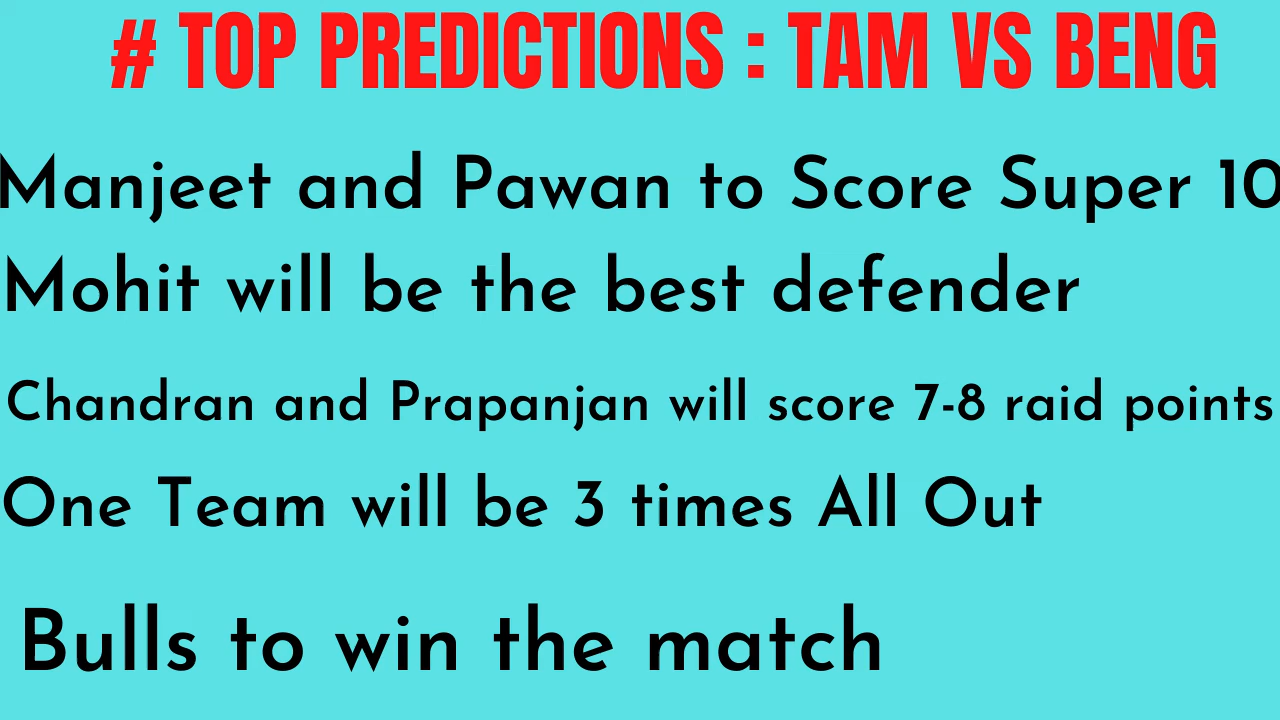 # TOP PREDICTIONS : TAM VS BENG
Manjeet and Pawan to Score Super 10
Mohit will be the best defender
Chandran and Prapanjan will score 7-8 raid points
One Team will be 3 times All Out
Bulls to win the match